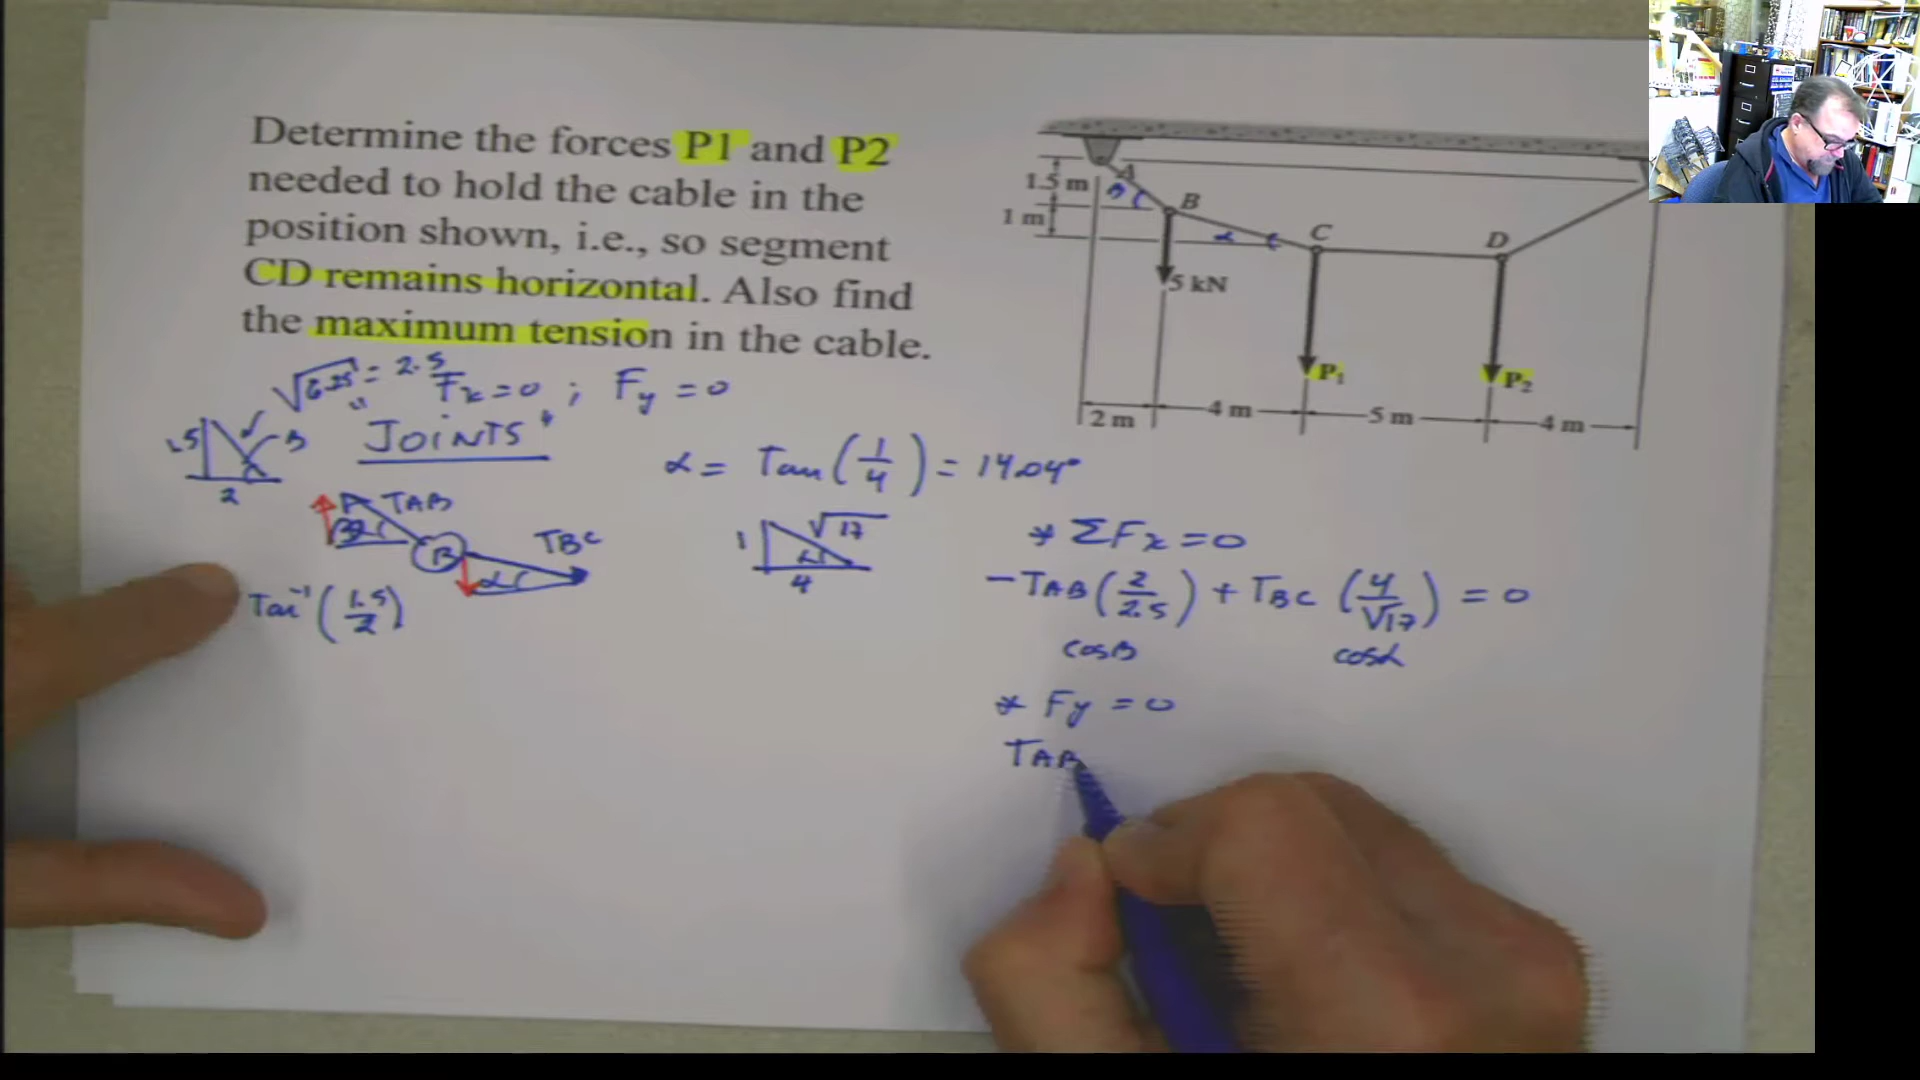 Determine the forces P1 and P2
needed to hold the cable in the
position shown, i.e., so segment
CD remains horizontal. Also find
the maximum tension in the cable.
√6.25 = 2.5
Fx = 0 ; Fy = 0
"JOINTS"
1.5
B
2
TAB
B
TBC
α
Tan⁻¹(1.5/2)
α = Tan(1/4) = 14.04°
1
√17
α
4
* ΣFx = 0
-TAB(2/2.5) + TBC(4/√17) = 0
cosB
cosα
* Fy = 0
TAB
A
1.5 m
B
1 m
α
C
D
5 kN
P₁
P₂
2 m
4 m
5 m
4 m